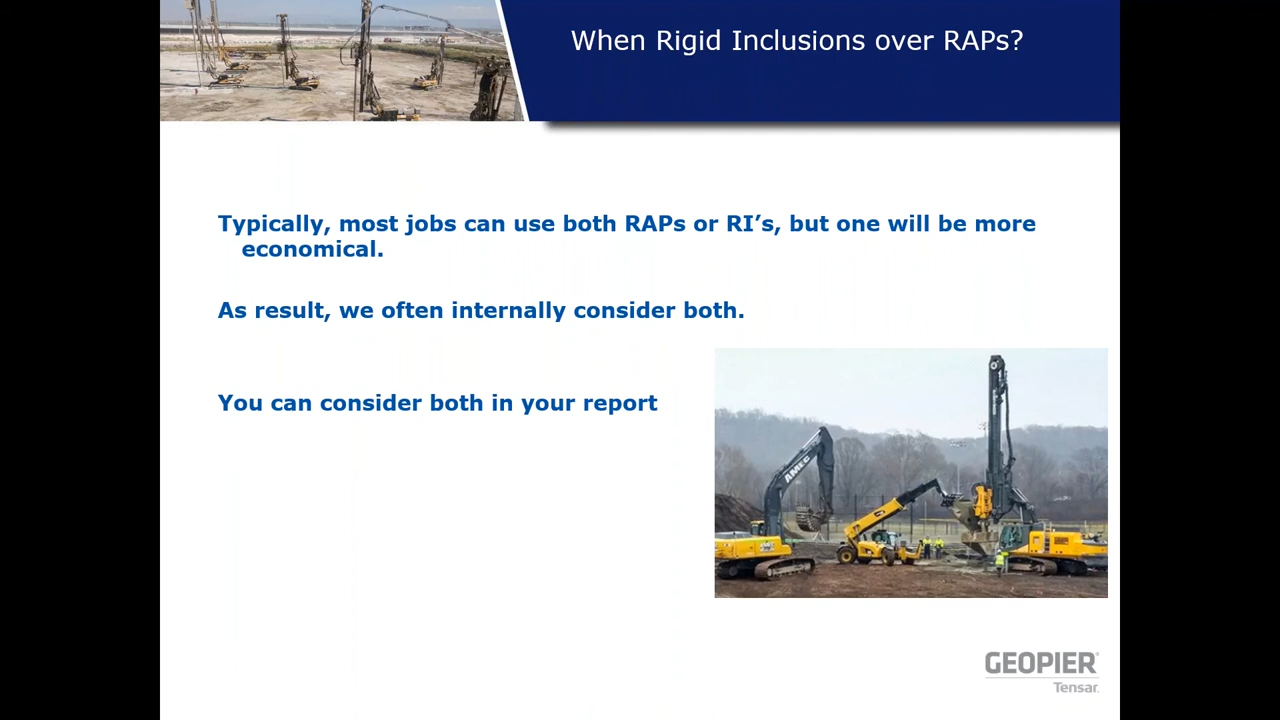 When Rigid Inclusions over RAPs?
Typically, most jobs can use both RAPs or RI’s, but one will be more
economical.
As result, we often internally consider both.
You can consider both in your report
AMEC
GEOPIER®
Tensar.